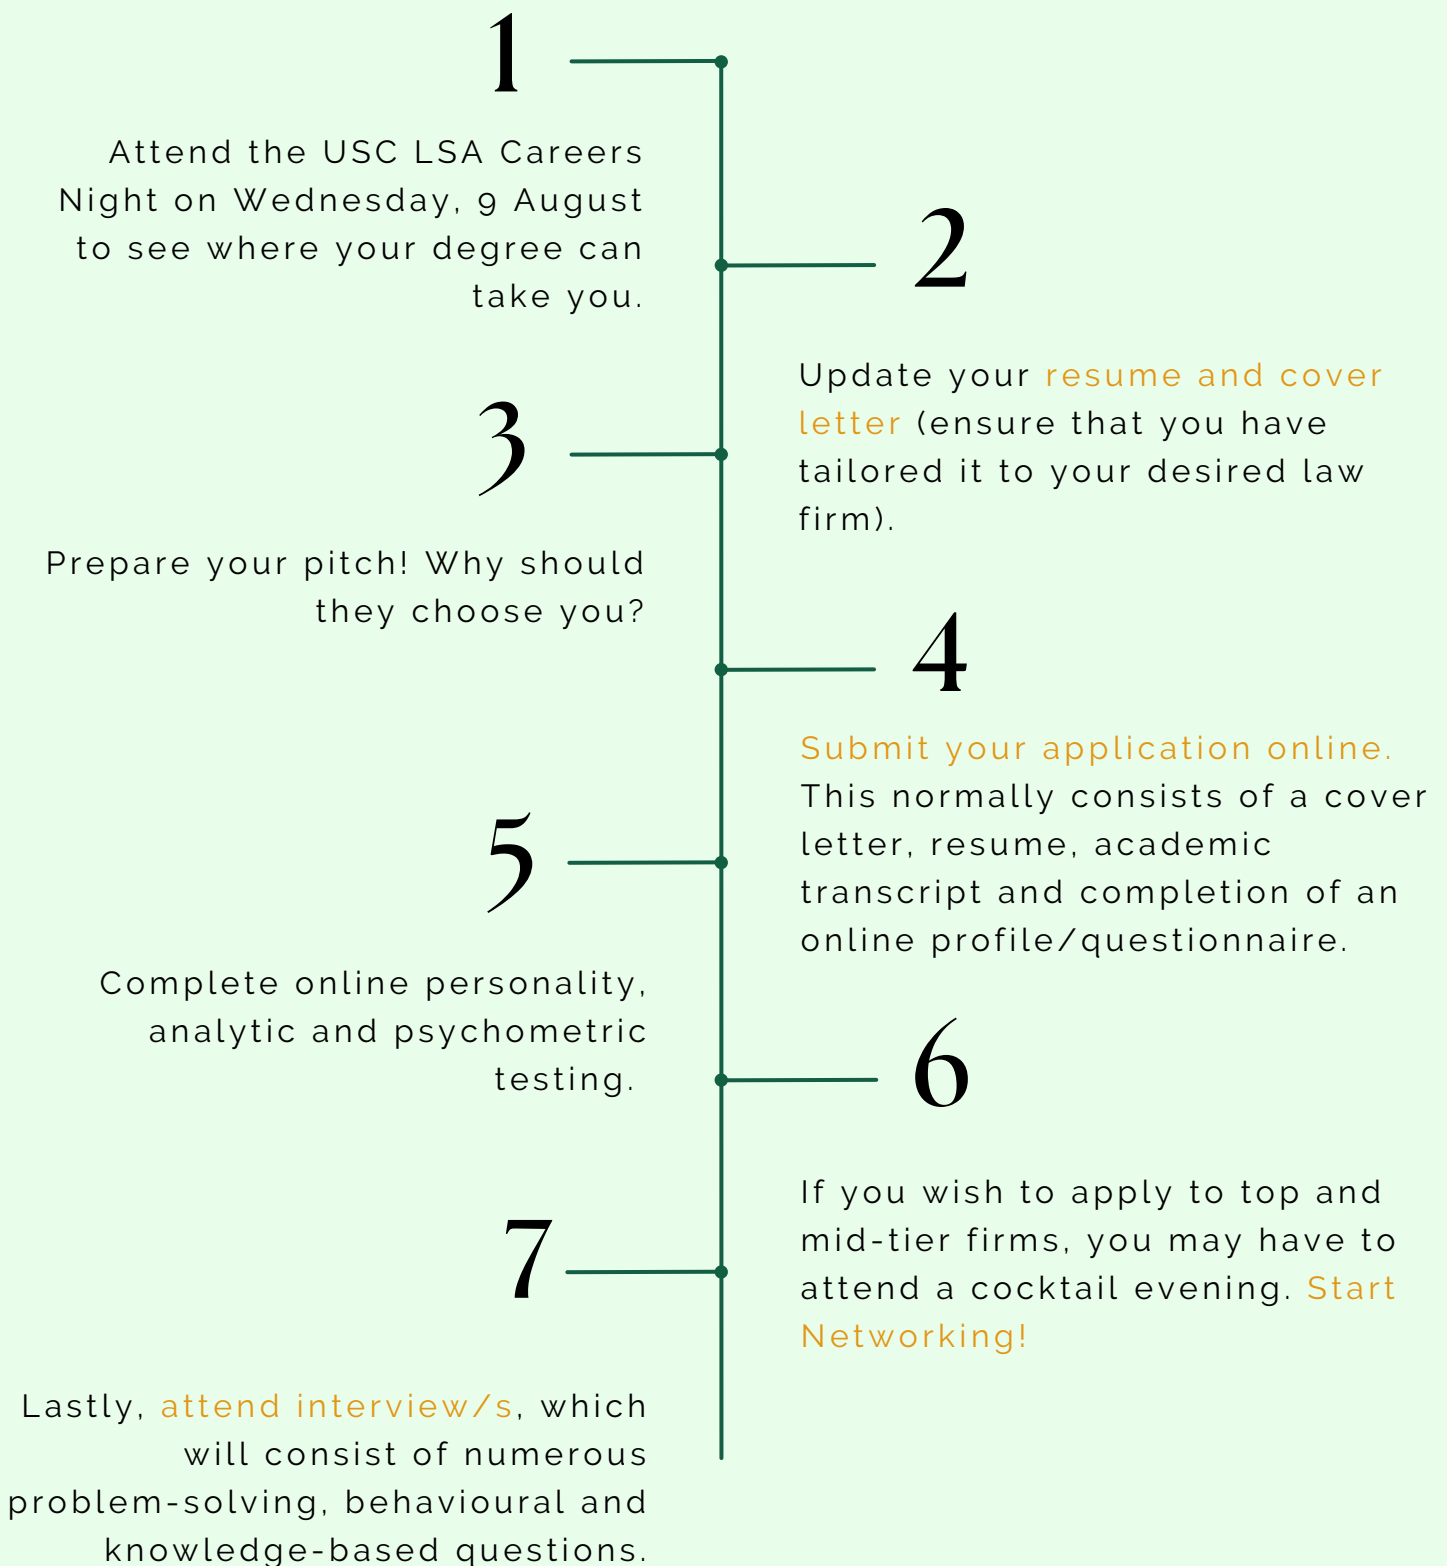 1
Attend the USC LSA Careers
Night on Wednesday, 9 August
to see where your degree can
take you.
2
Update your resume and cover
letter (ensure that you have
tailored it to your desired law
firm).
3
Prepare your pitch! Why should
they choose you?
4
Submit your application online.
This normally consists of a cover
letter, resume, academic
transcript and completion of an
online profile/questionnaire.
5
Complete online personality,
analytic and psychometric
testing.
6
If you wish to apply to top and
mid-tier firms, you may have to
attend a cocktail evening. Start
Networking!
7
Lastly, attend interview/s, which
will consist of numerous
problem-solving, behavioural and
knowledge-based questions.